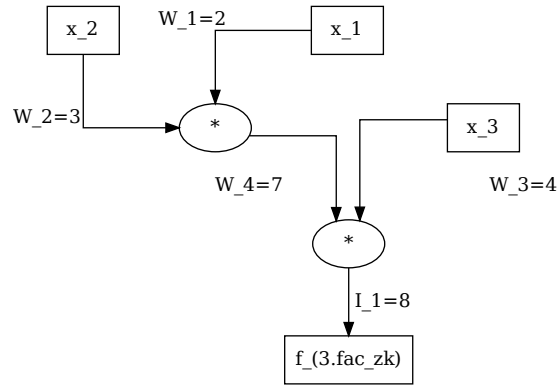 x_2
W_1=2
x_1
W_2=3
*
x_3
W_4=7
W_3=4
*
I_1=8
f_(3.fac_zk)